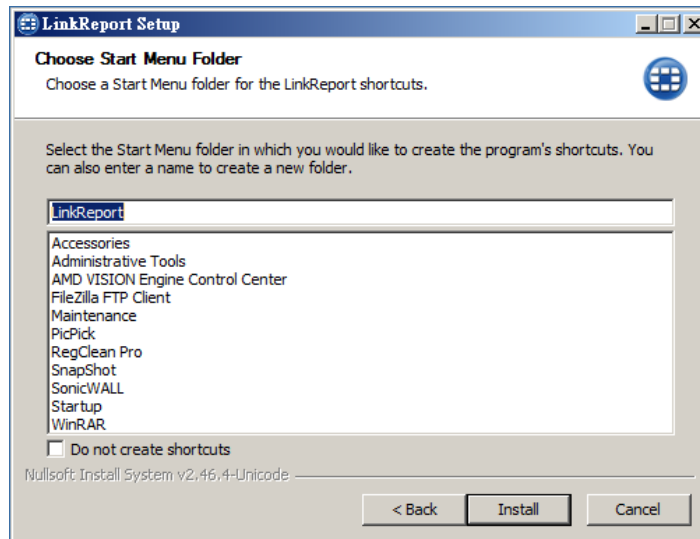 LinkReport Setup
Choose Start Menu Folder
Choose a Start Menu folder for the LinkReport shortcuts.
Select the Start Menu folder in which you would like to create the program's shortcuts. You
can also enter a name to create a new folder.
LinkReport
Accessories
Administrative Tools
AMD VISION Engine Control Center
FileZilla FTP Client
Maintenance
PicPick
RegClean Pro
SnapShot
SonicWALL
Startup
WinRAR
Do not create shortcuts
Nullsoft Install System v2.46.4-Unicode
< Back Install Cancel